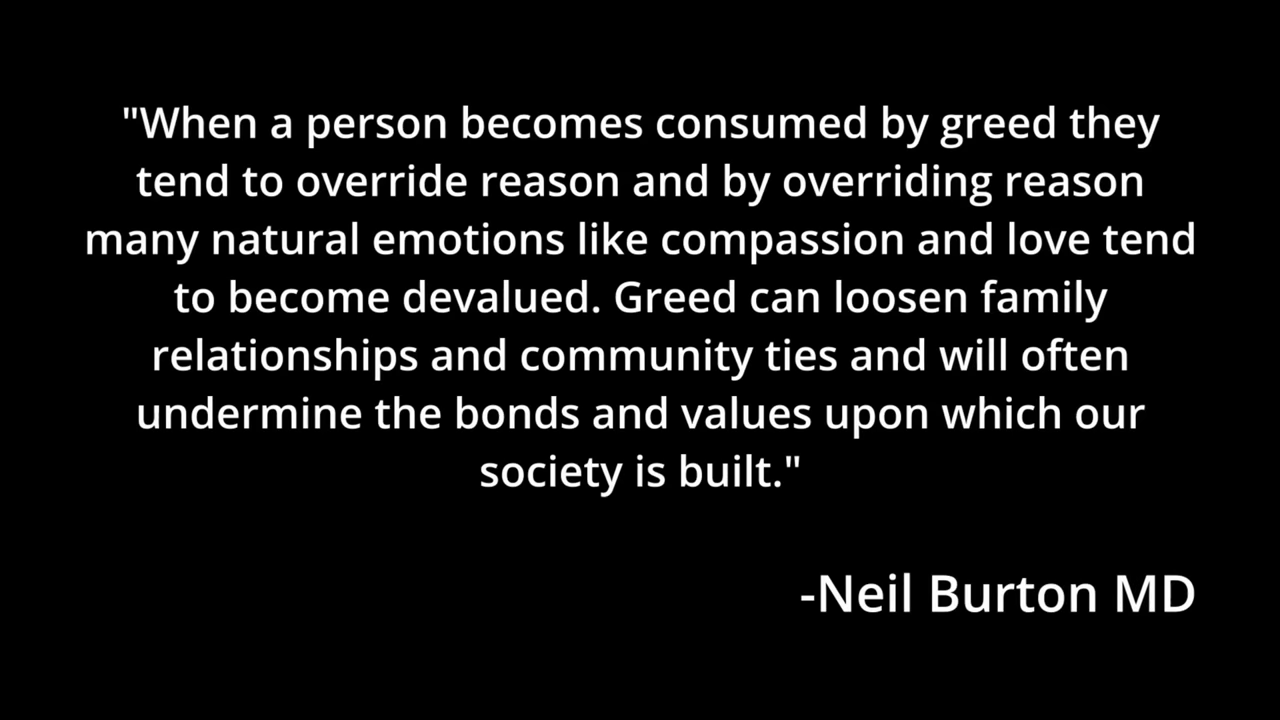 "When a person becomes consumed by greed they
tend to override reason and by overriding reason
many natural emotions like compassion and love tend
to become devalued. Greed can loosen family
relationships and community ties and will often
undermine the bonds and values upon which our
society is built."
-Neil Burton MD